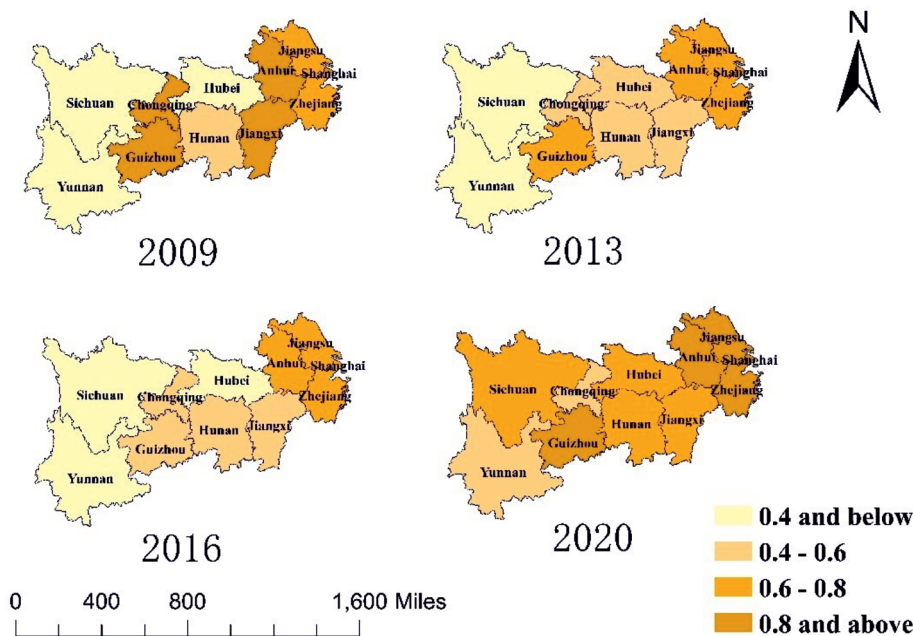 N
Jiangsu
Anhui
Shanghai
Sichuan
Hubei
Chongqing
Zhejiang
Hunan
Jiangxi
Guizhou
Yunnan
2009
Jiangsu
Anhui
Shanghai
Sichuan
Hubei
Chongqing
Zhejiang
Hunan
Jiangxi
Guizhou
Yunnan
2013
Jiangsu
Anhui
Shanghai
Sichuan
Hubei
Chongqing
Zhejiang
Hunan
Jiangxi
Guizhou
Yunnan
2016
Jiangsu
Anhui
Shanghai
Sichuan
Hubei
Chongqing
Zhejiang
Hunan
Jiangxi
Guizhou
Yunnan
2020
0.4 and below
0.4 - 0.6
0.6 - 0.8
0.8 and above
0 400 800 1,600 Miles